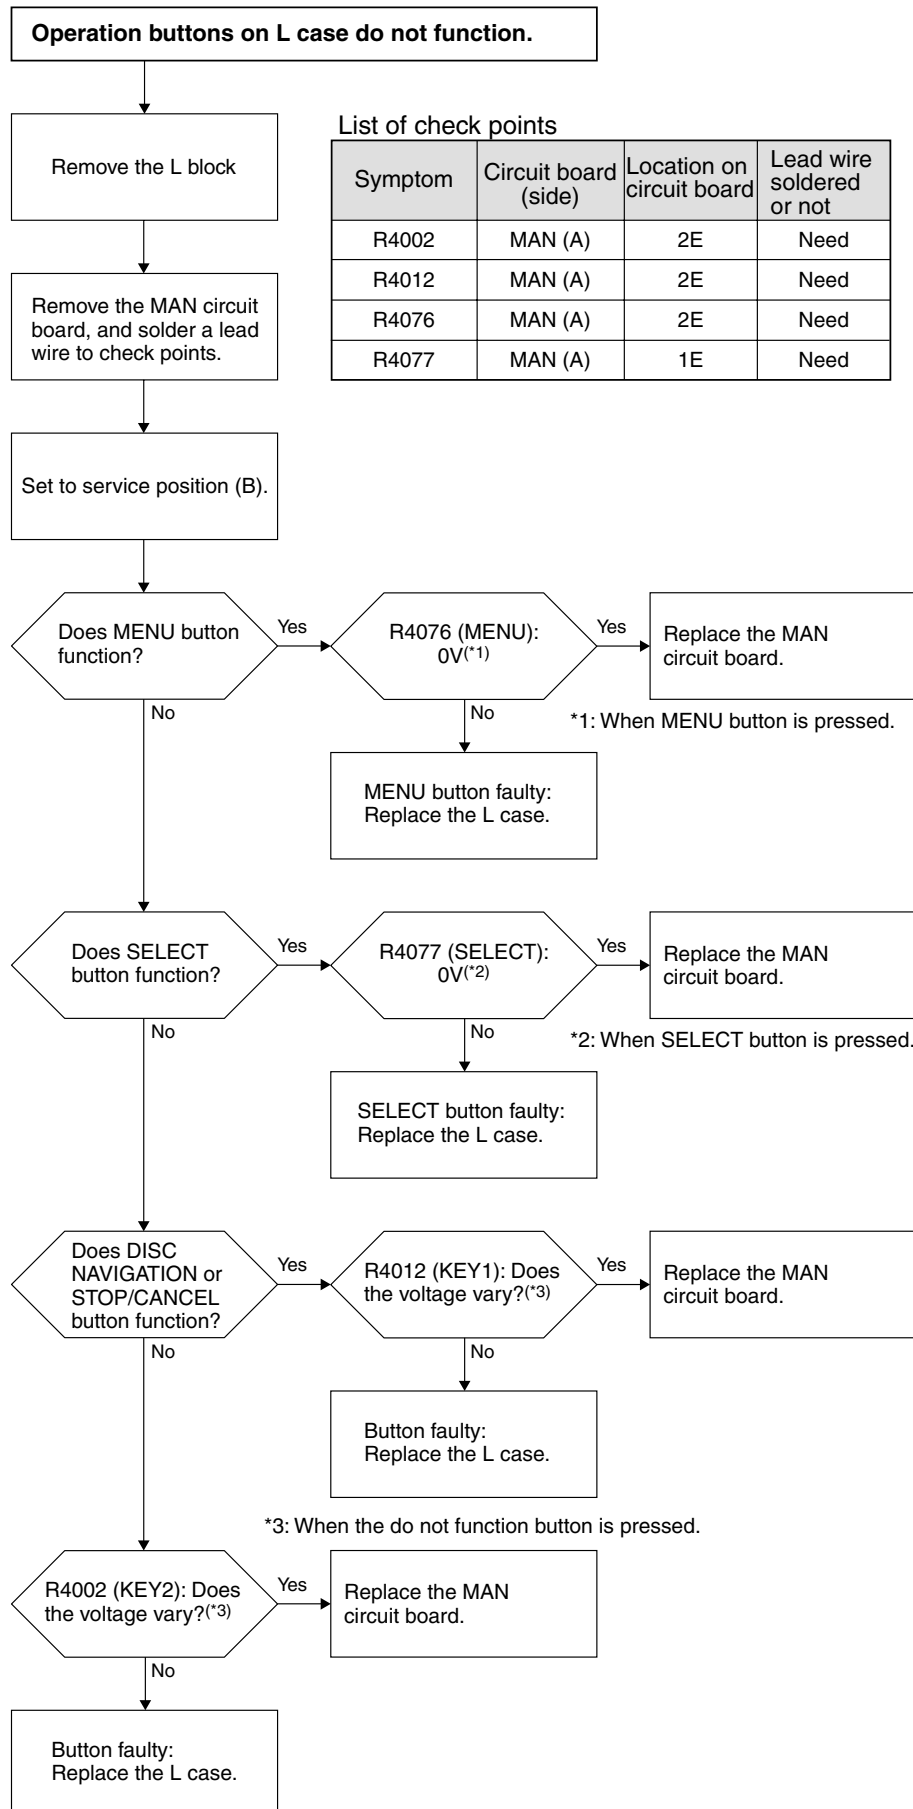 Operation buttons on L case do not function.
Remove the L block
List of check points
Symptom
Circuit board
(side)
Location on
circuit board
Lead wire
soldered
or not
R4002
MAN (A)
2E
Need
R4012
MAN (A)
2E
Need
R4076
MAN (A)
2E
Need
R4077
MAN (A)
1E
Need
Remove the MAN circuit
board, and solder a lead
wire to check points.
Set to service position (B).
Does MENU button
function?
Yes
R4076 (MENU):
0V(*1)
Yes
Replace the MAN
circuit board.
No
No
*1: When MENU button is pressed.
MENU button faulty:
Replace the L case.
Does SELECT
button function?
Yes
R4077 (SELECT):
0V(*2)
Yes
Replace the MAN
circuit board.
No
No
*2: When SELECT button is pressed.
SELECT button faulty:
Replace the L case.
Does DISC
NAVIGATION or
STOP/CANCEL
button function?
Yes
R4012 (KEY1): Does
the voltage vary?(*3)
Yes
Replace the MAN
circuit board.
No
No
Button faulty:
Replace the L case.
*3: When the do not function button is pressed.
R4002 (KEY2): Does
the voltage vary?(*3)
Yes
Replace the MAN
circuit board.
No
Button faulty:
Replace the L case.